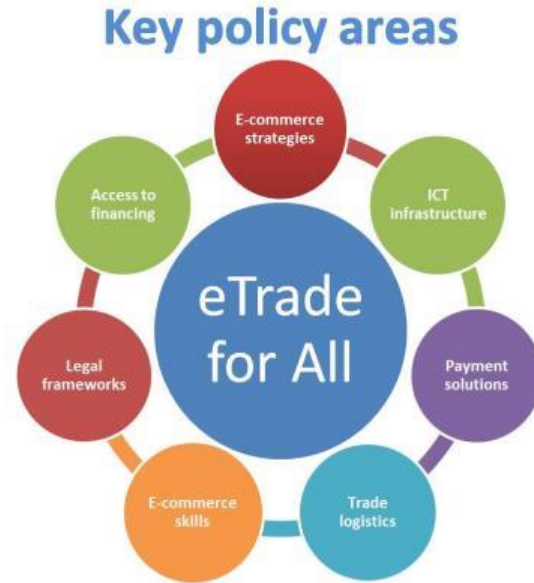 Key policy areas
E-commerce
strategies
ICT
infrastructure
Payment
solutions
Trade
logistics
E-commerce
skills
Legal
frameworks
Access to
financing
eTrade
for All